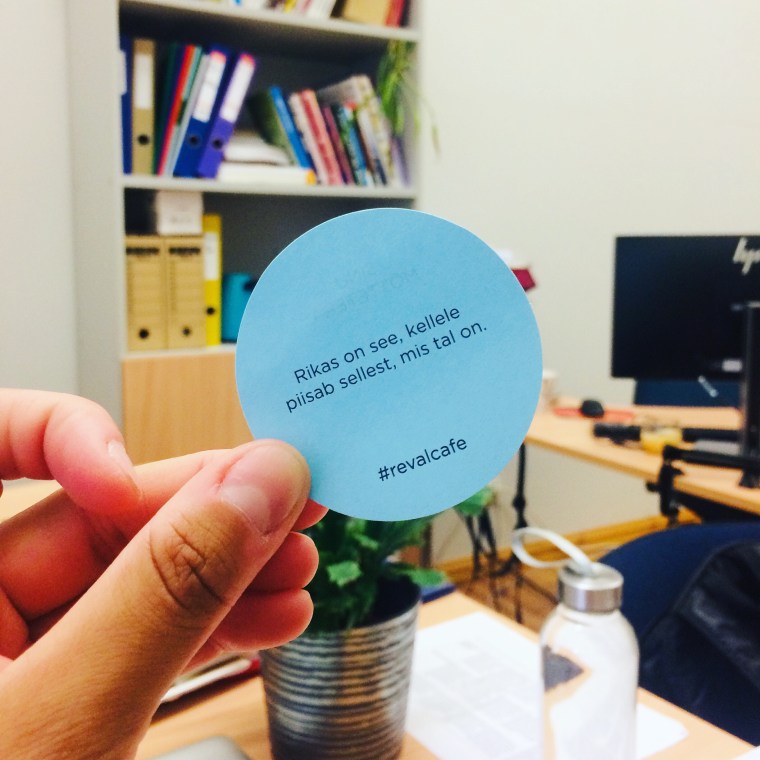 Rikas on see, kellele
piisab sellest, mis tal on.
#revalcafe